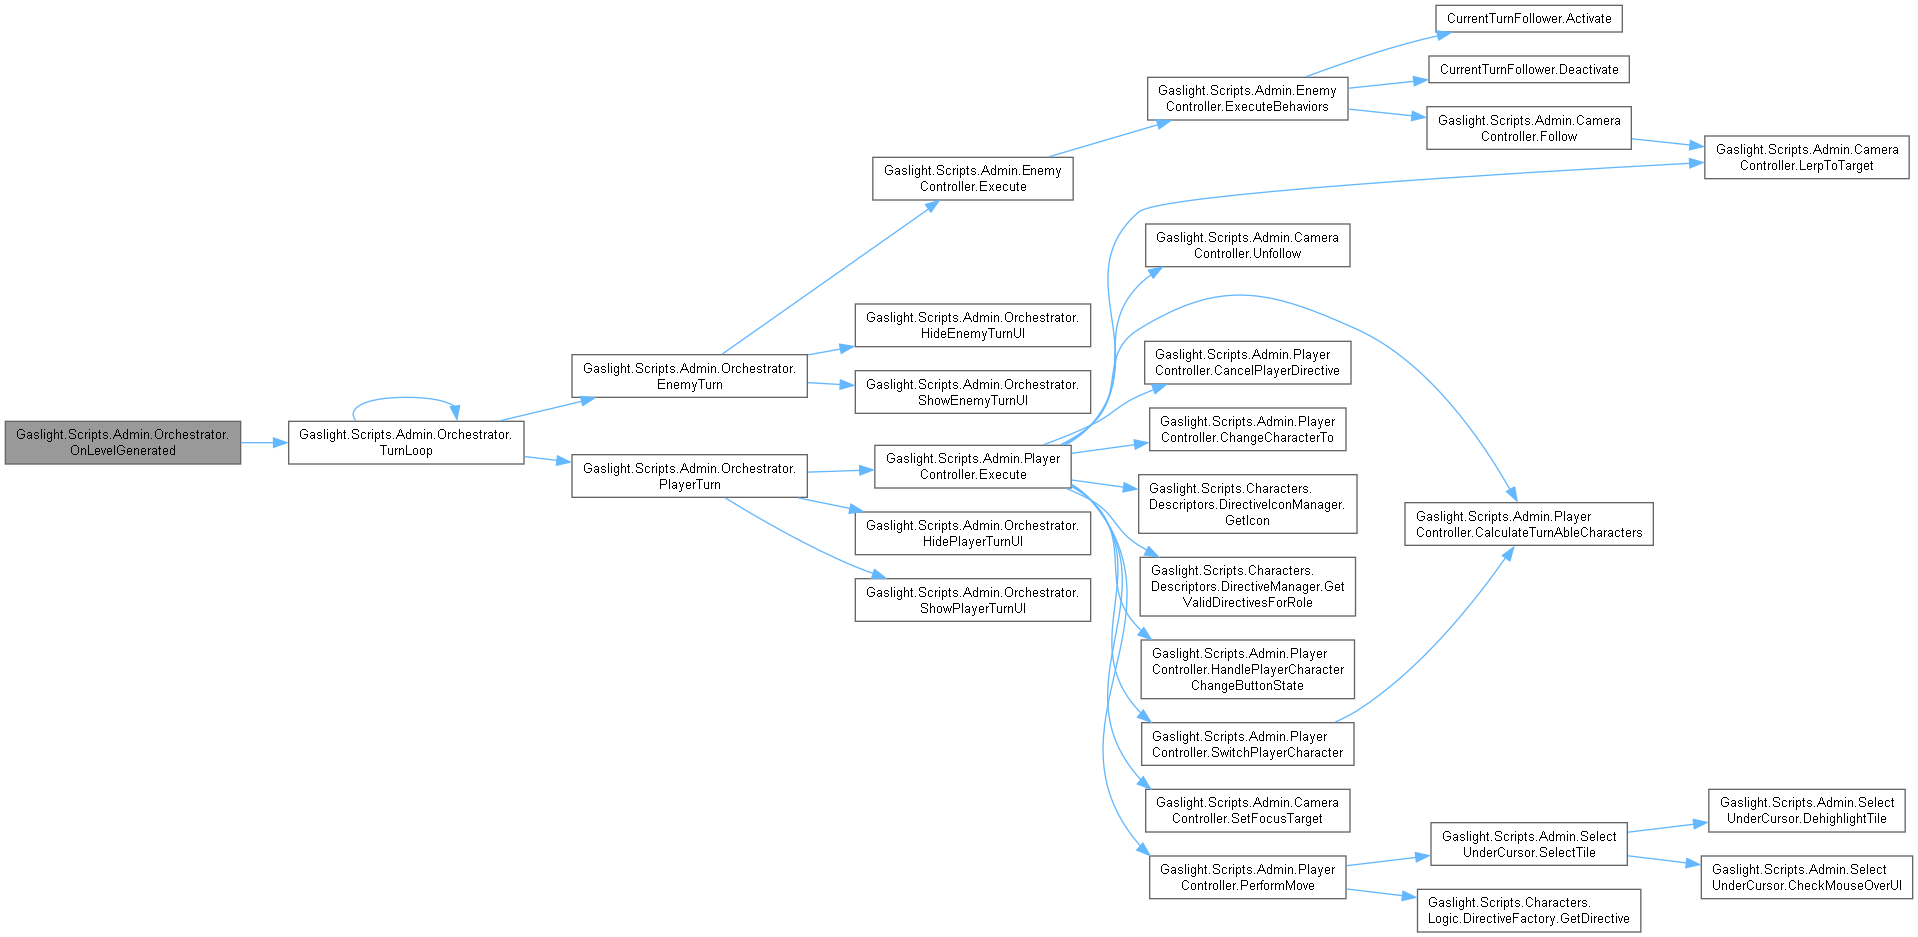 CurrentTurnFollower.Activate
CurrentTurnFollower.Deactivate
Gaslight.Scripts.Admin.Enemy
Controller.ExecuteBehaviors
Gaslight.Scripts.Admin.Camera
Controller.Follow
Gaslight.Scripts.Admin.Camera
Controller.LerpToTarget
Gaslight.Scripts.Admin.Enemy
Controller.Execute
Gaslight.Scripts.Admin.Camera
Controller.Unfollow
Gaslight.Scripts.Admin.Orchestrator.
HideEnemyTurnUI
Gaslight.Scripts.Admin.Orchestrator.
EnemyTurn
Gaslight.Scripts.Admin.Orchestrator.
ShowEnemyTurnUI
Gaslight.Scripts.Admin.Player
Controller.CancelPlayerDirective
Gaslight.Scripts.Admin.Player
Controller.ChangeCharacterTo
Gaslight.Scripts.Admin.Orchestrator.
OnLevelGenerated
Gaslight.Scripts.Admin.Orchestrator.
TurnLoop
Gaslight.Scripts.Admin.Orchestrator.
PlayerTurn
Gaslight.Scripts.Admin.Player
Controller.Execute
Gaslight.Scripts.Characters.
Descriptors.DirectiveIconManager.
GetIcon
Gaslight.Scripts.Admin.Player
Controller.CalculateTurnAbleCharacters
Gaslight.Scripts.Admin.Orchestrator.
HidePlayerTurnUI
Gaslight.Scripts.Characters.
Descriptors.DirectiveManager.Get
ValidDirectivesForRole
Gaslight.Scripts.Admin.Orchestrator.
ShowPlayerTurnUI
Gaslight.Scripts.Admin.Player
Controller.HandlePlayerCharacter
ChangeButtonState
Gaslight.Scripts.Admin.Player
Controller.SwitchPlayerCharacter
Gaslight.Scripts.Admin.Camera
Controller.SetFocusTarget
Gaslight.Scripts.Admin.Select
UnderCursor.DehighlightTile
Gaslight.Scripts.Admin.Select
UnderCursor.SelectTile
Gaslight.Scripts.Admin.Player
Controller.PerformMove
Gaslight.Scripts.Admin.Select
UnderCursor.CheckMouseOverUI
Gaslight.Scripts.Characters.
Logic.DirectiveFactory.GetDirective